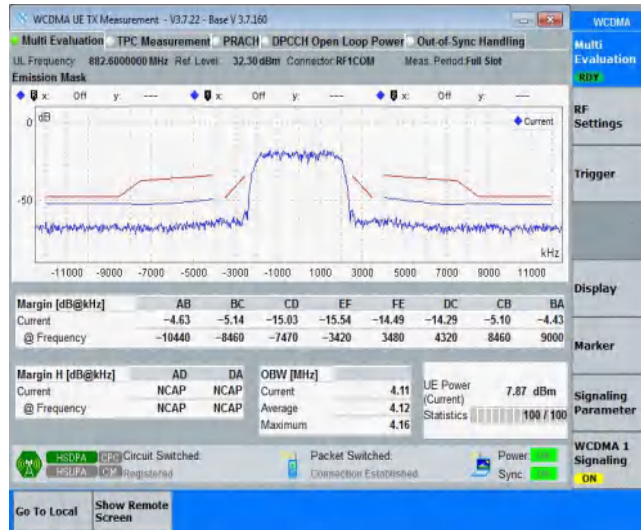 WCDMA UE TX Measurement - V3.7.22 - Base V 3.7.160
WCDMA
Multi Evaluation TPC Measurement PRACH DPCCH Open Loop Power Out-of-Sync Handling
Multi Evaluation
RDY
UL Frequency 882.6000000 MHz Ref. Level: 32.30 dBm Connector: RF1COM Meas. Period: Full Slot
Emission Mask
x: Off y: --- x: Off y: --- x: Off y: ---
dB
Current
0
-50
kHz
-11000 -9000 -7000 -5000 -3000 -1000 1000 3000 5000 7000 9000 11000
RF Settings
Trigger
Display
Marker
Signaling Parameter
WCDMA 1 Signaling
ON
Margin [dB@kHz] AB BC CD EF FE DC CB BA
Current -4.63 -5.14 -15.03 -15.54 -14.49 -14.29 -5.10 -4.43
@ Frequency -10440 -8460 -7470 -3420 3480 4320 8460 9000
Margin H [dB@kHz] AD DA
Current NCAP NCAP
@ Frequency NCAP NCAP
OBW [MHz]
Current 4.11
Average 4.12
Maximum 4.16
UE Power (Current) 7.87 dBm
Statistics 100 / 100
HSDPA CPC Circuit Switched: Packet Switched: Power:
HSUPA CM Registered Connection Established Sync:
Go To Local
Show Remote Screen